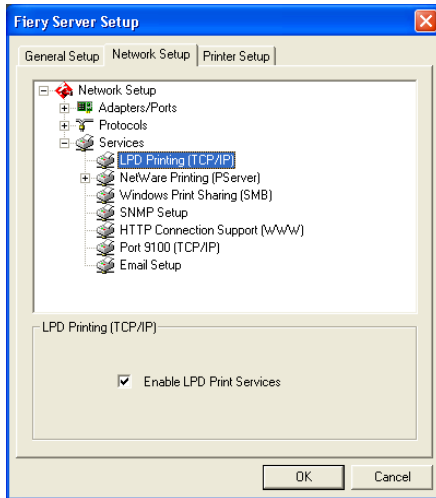 Fiery Server Setup
General Setup Network Setup Printer Setup
Network Setup
Adapters/Ports
Protocols
Services
LPD Printing (TCP/IP)
NetWare Printing (PServer)
Windows Print Sharing (SMB)
SNMP Setup
HTTP Connection Support (WWW)
Port 9100 (TCP/IP)
Email Setup
LPD Printing (TCP/IP)
Enable LPD Print Services
OK Cancel